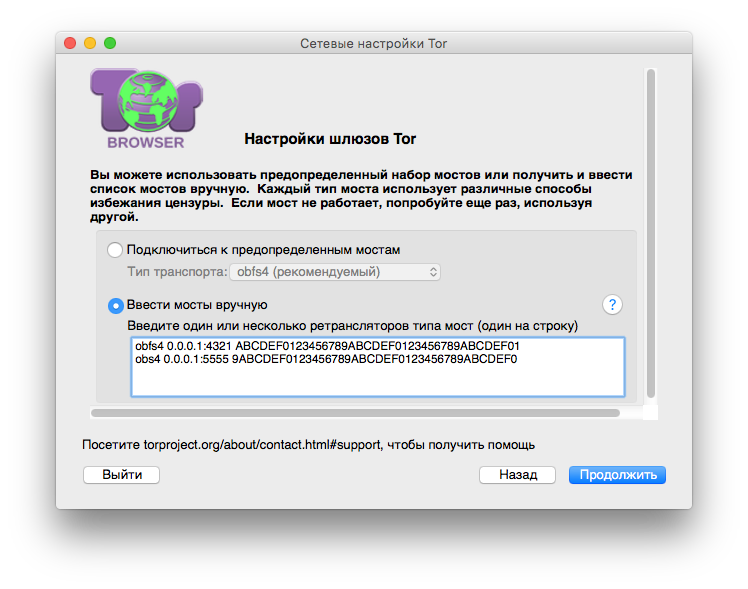 Сетевые настройки Tor
Tor
BROWSER
Настройки шлюзов Tor
Вы можете использовать предопределенный набор мостов или получить и ввести
список мостов вручную.  Каждый тип моста использует различные способы
избежания цензуры.  Если мост не работает, попробуйте еще раз, используя
другой.
Подключиться к предопределенным мостам
Тип транспорта: obfs4 (рекомендуемый)
Ввести мосты вручную ?
Введите один или несколько ретрансляторов типа мост (один на строку)
obfs4 0.0.0.1:4321 ABCDEF0123456789ABCDEF0123456789ABCDEF01
obs4 0.0.0.1:5555 9ABCDEF0123456789ABCDEF0123456789ABCDEF0
Посетите torproject.org/about/contact.html#support, чтобы получить помощь
Выйти Назад Продолжить